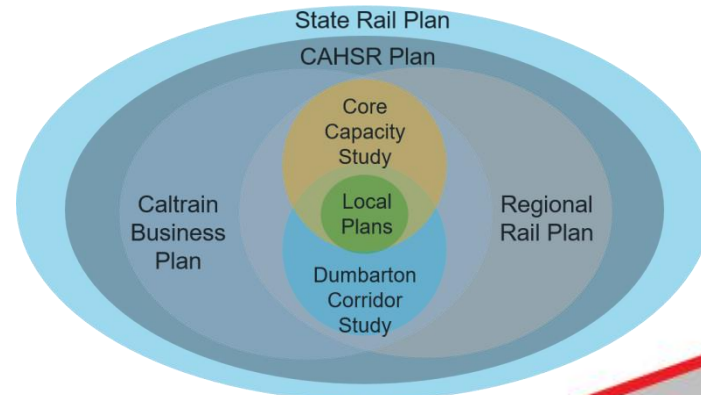 State Rail Plan
CAHSR Plan
Core
Capacity
Study
Caltrain
Business
Plan
Local
Plans
Regional
Rail Plan
Dumbarton
Corridor
Study